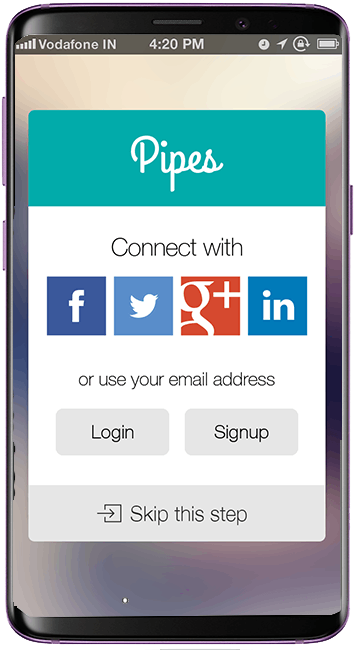 Vodafone IN 4:20 PM
Pipes
Connect with
f g+ in
or use your email address
Login Signup
Skip this step